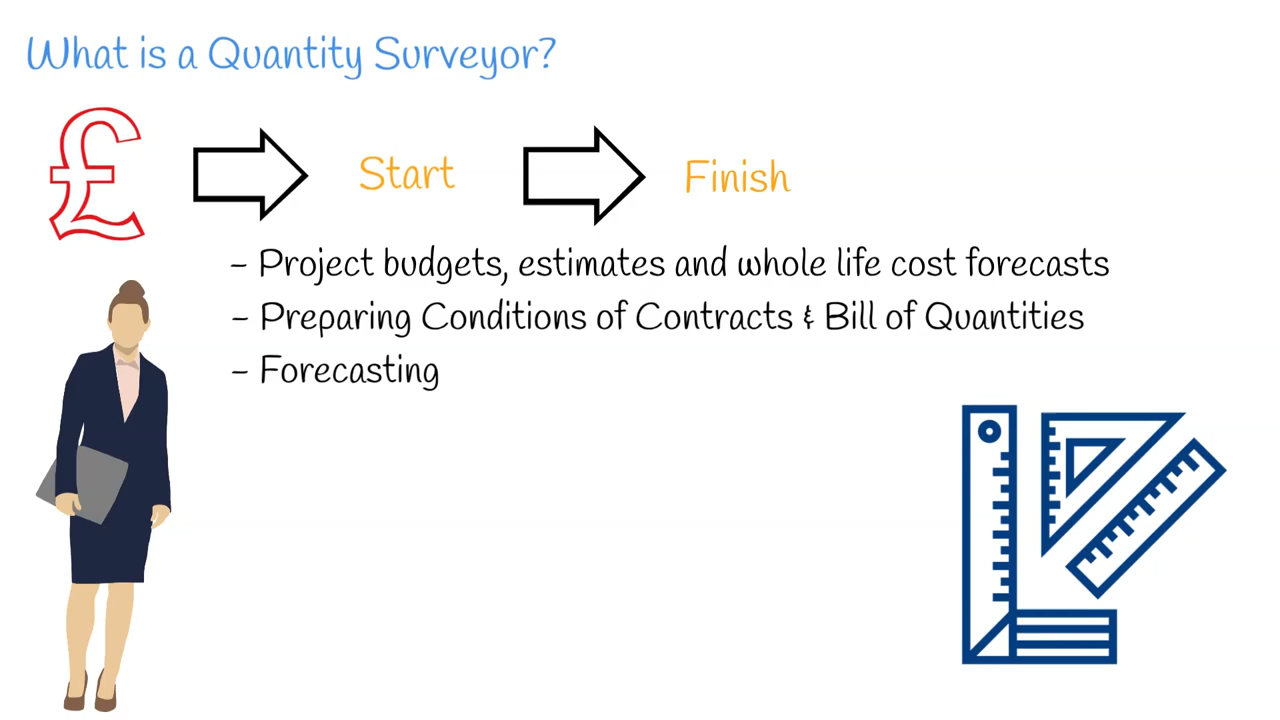 What is a Quantity Surveyor?
£
Start
Finish
- Project budgets, estimates and whole life cost forecasts
- Preparing Conditions of Contracts & Bill of Quantities
- Forecasting